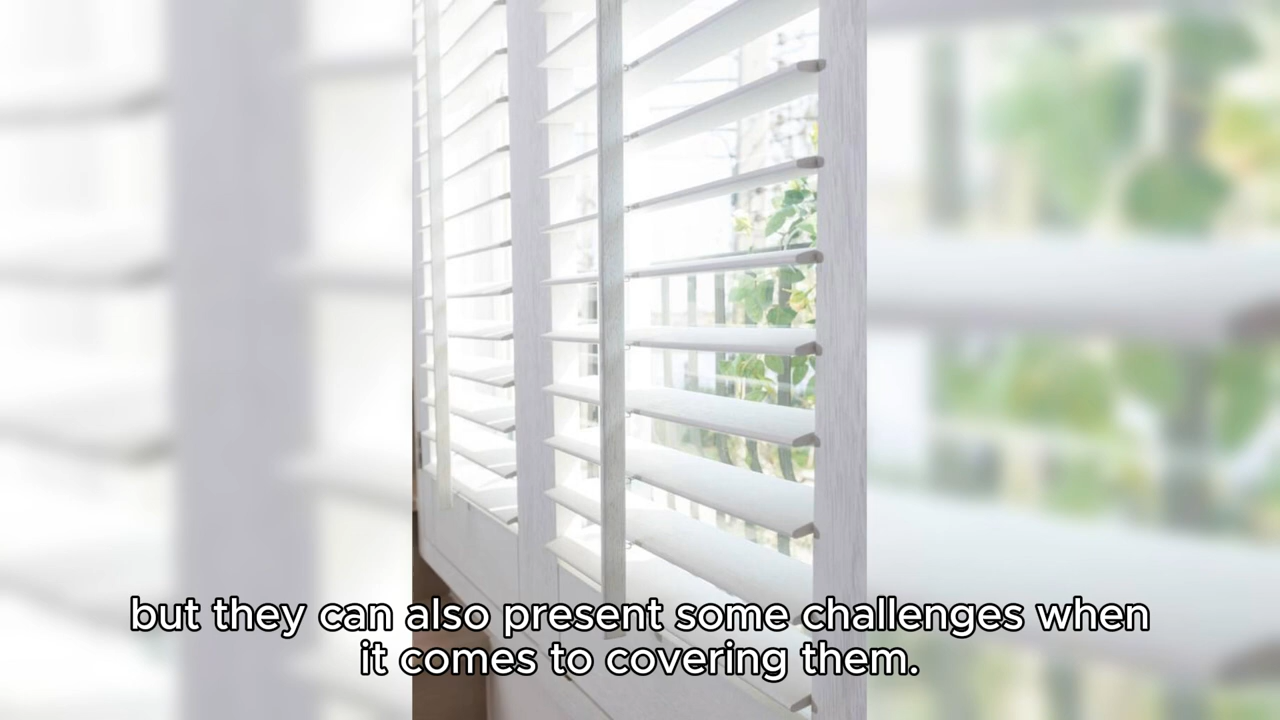 but they can also present some challenges when
it comes to covering them.